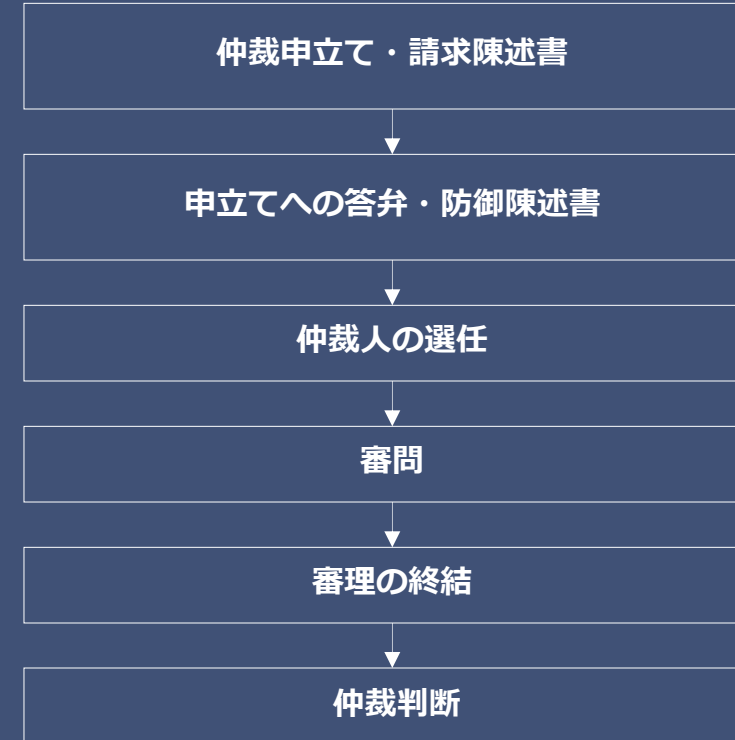 仲裁申立て・請求陳述書
申立てへの答弁・防御陳述書
仲裁人の選任
審問
審理の終結
仲裁判断